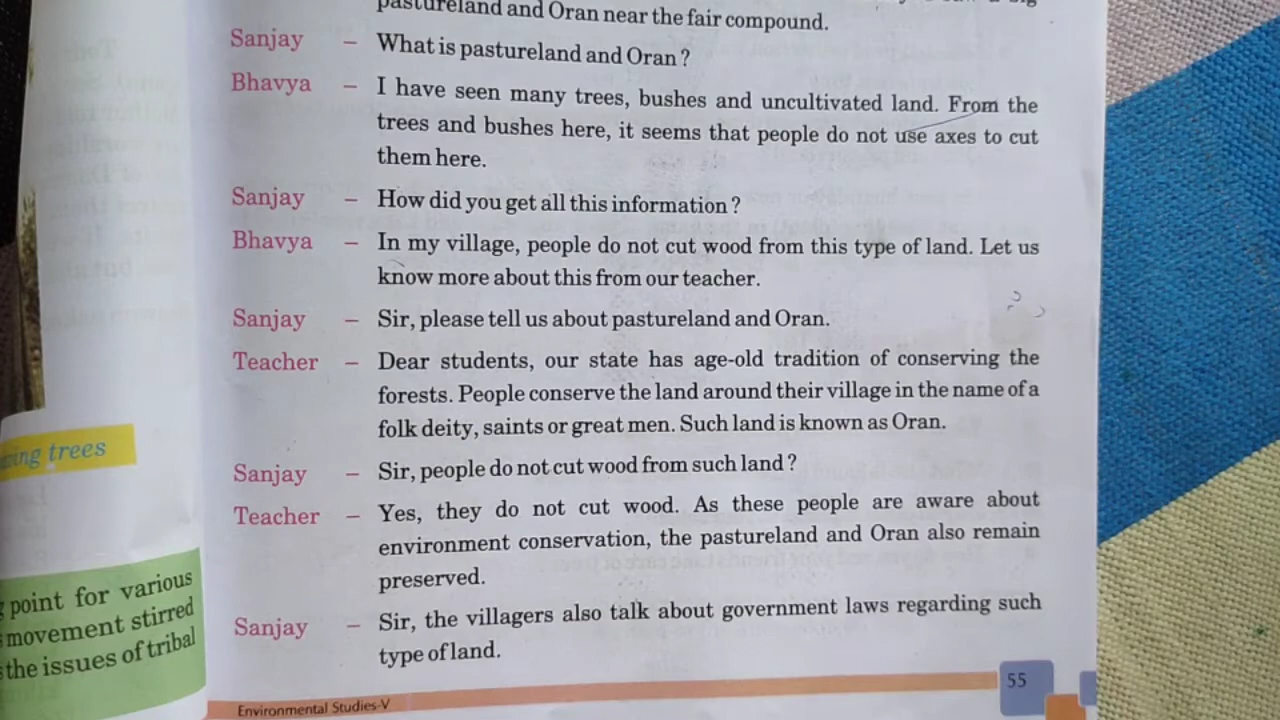 pastureland and Oran near the fair compound.
Sanjay – What is pastureland and Oran ?
Bhavya – I have seen many trees, bushes and uncultivated land. From the
trees and bushes here, it seems that people do not use axes to cut
them here.
Sanjay – How did you get all this information ?
Bhavya – In my village, people do not cut wood from this type of land. Let us
know more about this from our teacher.
Sanjay – Sir, please tell us about pastureland and Oran.
Teacher – Dear students, our state has age-old tradition of conserving the
forests. People conserve the land around their village in the name of a
folk deity, saints or great men. Such land is known as Oran.
Sanjay – Sir, people do not cut wood from such land ?
Teacher – Yes, they do not cut wood. As these people are aware about
environment conservation, the pastureland and Oran also remain
preserved.
Sanjay – Sir, the villagers also talk about government laws regarding such
type of land.
Environmental Studies-V
55
trees
point for various
movement stirred
the issues of tribal